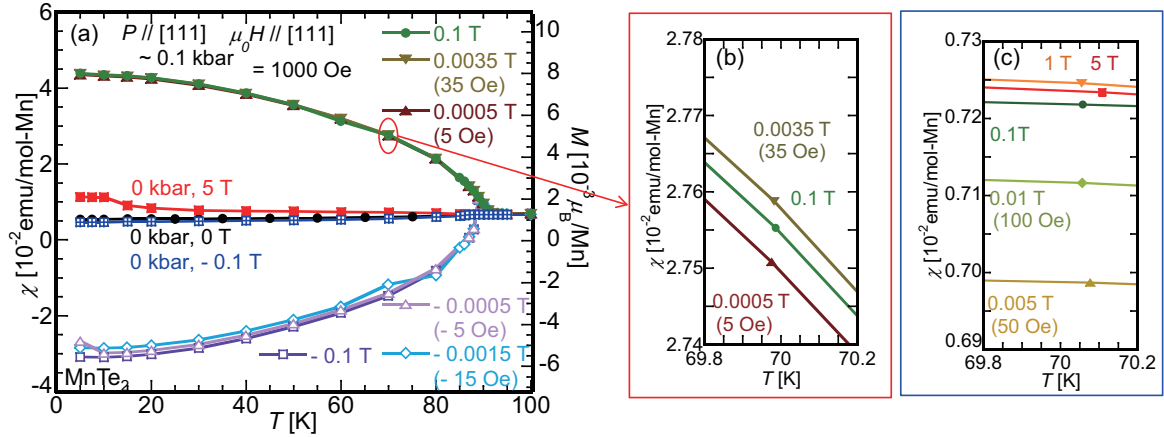 (a)
P // [111] μ0H // [111]
~ 0.1 kbar
= 1000 Oe
0.1 T
0.0035 T
(35 Oe)
0.0005 T
(5 Oe)
0 kbar, 5 T
0 kbar, 0 T
0 kbar, - 0.1 T
- 0.0005 T
(- 5 Oe)
- 0.1 T
- 0.0015 T
(- 15 Oe)
MnTe2
χ [10-2emu/mol-Mn]
4
2
0
-2
-4
0
20
40
60
80
100
T [K]
10
8
6
4
2
0
-2
-4
-6
M [10-3 μB/Mn]
(b)
2.78
2.77
2.76
2.75
2.74
χ [10-2emu/mol-Mn]
0.0035 T
(35 Oe)
0.1 T
0.0005 T
(5 Oe)
69.8
70
70.2
T [K]
(c)
0.73
0.72
0.71
0.70
0.69
χ [10-2emu/mol-Mn]
1 T
5 T
0.1T
0.01 T
(100 Oe)
0.005 T
(50 Oe)
69.8
70
70.2
T [K]